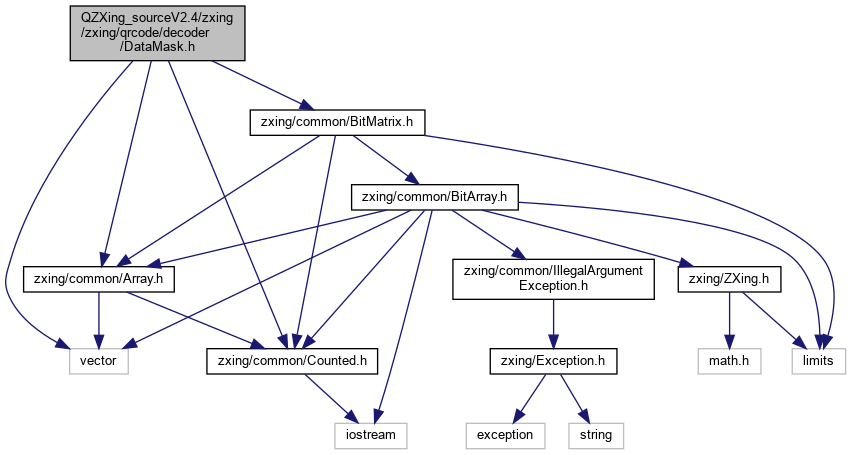 QZXing_sourceV2.4/zxing
/zxing/qrcode/decoder
/DataMask.h
zxing/common/BitMatrix.h
zxing/common/BitArray.h
zxing/common/Array.h
zxing/common/IllegalArgument
Exception.h
zxing/ZXing.h
vector
zxing/common/Counted.h
zxing/Exception.h
math.h
limits
iostream
exception
string